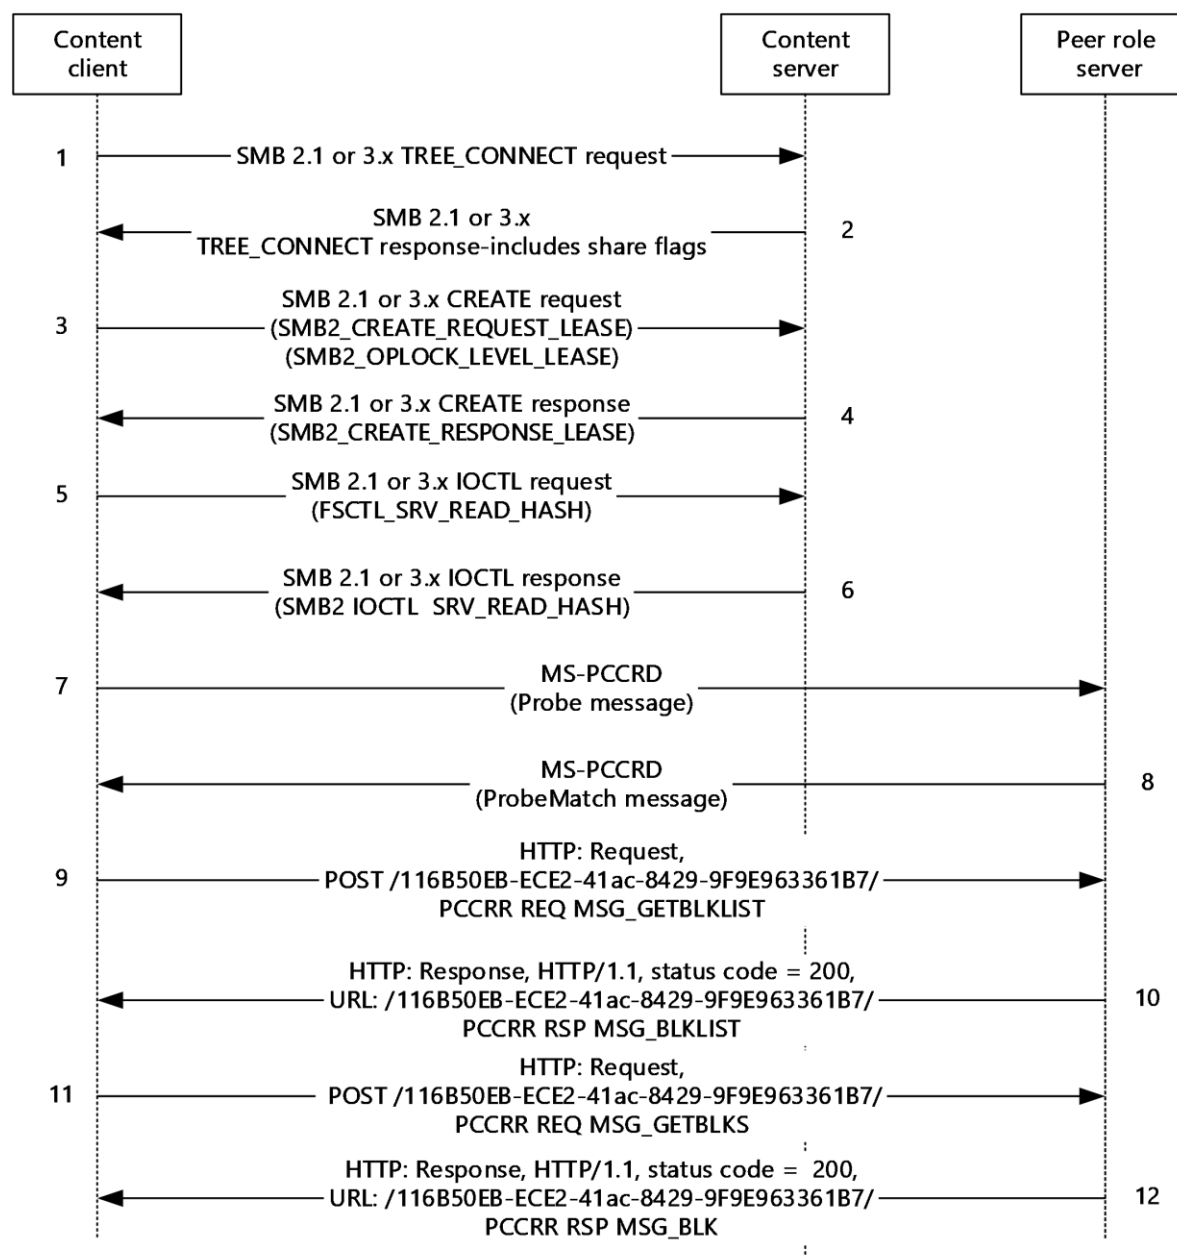 Content
client
Content
server
Peer role
server
1
SMB 2.1 or 3.x TREE_CONNECT request
SMB 2.1 or 3.x
TREE_CONNECT response-includes share flags
2
SMB 2.1 or 3.x CREATE request
3
(SMB2_CREATE_REQUEST_LEASE)
(SMB2_OPLOCK_LEVEL_LEASE)
SMB 2.1 or 3.x CREATE response
(SMB2_CREATE_RESPONSE_LEASE)
4
SMB 2.1 or 3.x IOCTL request
5
(FSCTL_SRV_READ_HASH)
SMB 2.1 or 3.x IOCTL response
(SMB2 IOCTL  SRV_READ_HASH)
6
7
MS-PCCRD
(Probe message)
MS-PCCRD
(ProbeMatch message)
8
HTTP: Request,
9
POST /116B50EB-ECE2-41ac-8429-9F9E963361B7/
PCCRR REQ MSG_GETBLKLIST
HTTP: Response, HTTP/1.1, status code = 200,
URL: /116B50EB-ECE2-41ac-8429-9F9E963361B7/
10
PCCRR RSP MSG_BLKLIST
HTTP: Request,
11
POST /116B50EB-ECE2-41ac-8429-9F9E963361B7/
PCCRR REQ MSG_GETBLKS
HTTP: Response, HTTP/1.1, status code =  200,
URL: /116B50EB-ECE2-41ac-8429-9F9E963361B7/
12
PCCRR RSP MSG_BLK